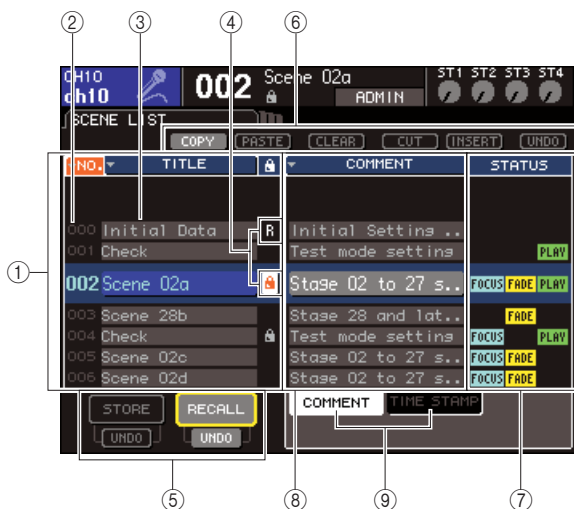 ② ③ ④ ⑥
CH10
ch10
002
Scene 02a
ADMIN
ST1 ST2 ST3 ST4
SCENE LIST
COPY PASTE CLEAR CUT INSERT UNDO
NO. TITLE COMMENT STATUS
000 Initial Data R Initial Setting ..
001 Check Test mode setting PLAY
①
002 Scene 02a Stage 02 to 27 s.. FOCUS FADE PLAY
003 Scene 28b Stage 28 and lat.. FADE
004 Check Test mode setting FOCUS PLAY
005 Scene 02c Stage 02 to 27 s.. FOCUS FADE
006 Scene 02d Stage 02 to 27 s.. FOCUS FADE
STORE RECALL COMMENT TIME STAMP
UNDO UNDO
⑤ ⑧ ⑨ ⑦